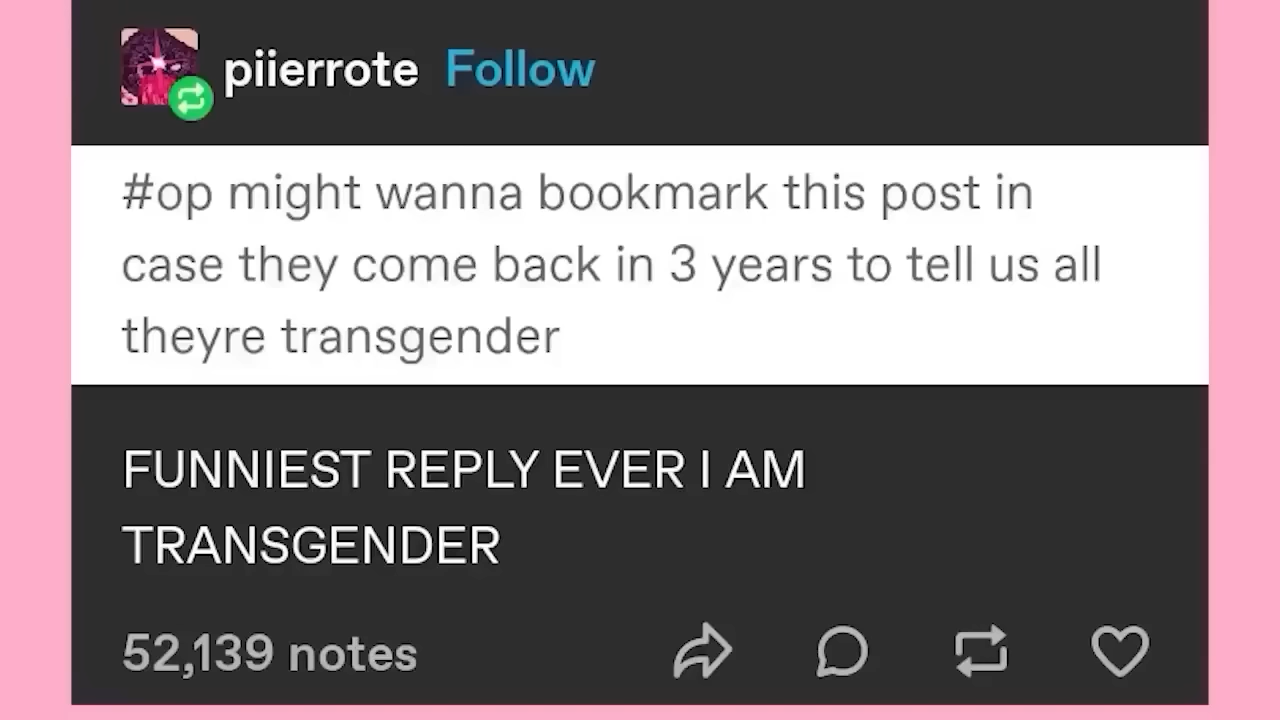 piierrote Follow
#op might wanna bookmark this post in
case they come back in 3 years to tell us all
theyre transgender
FUNNIEST REPLY EVER I AM
TRANSGENDER
52,139 notes